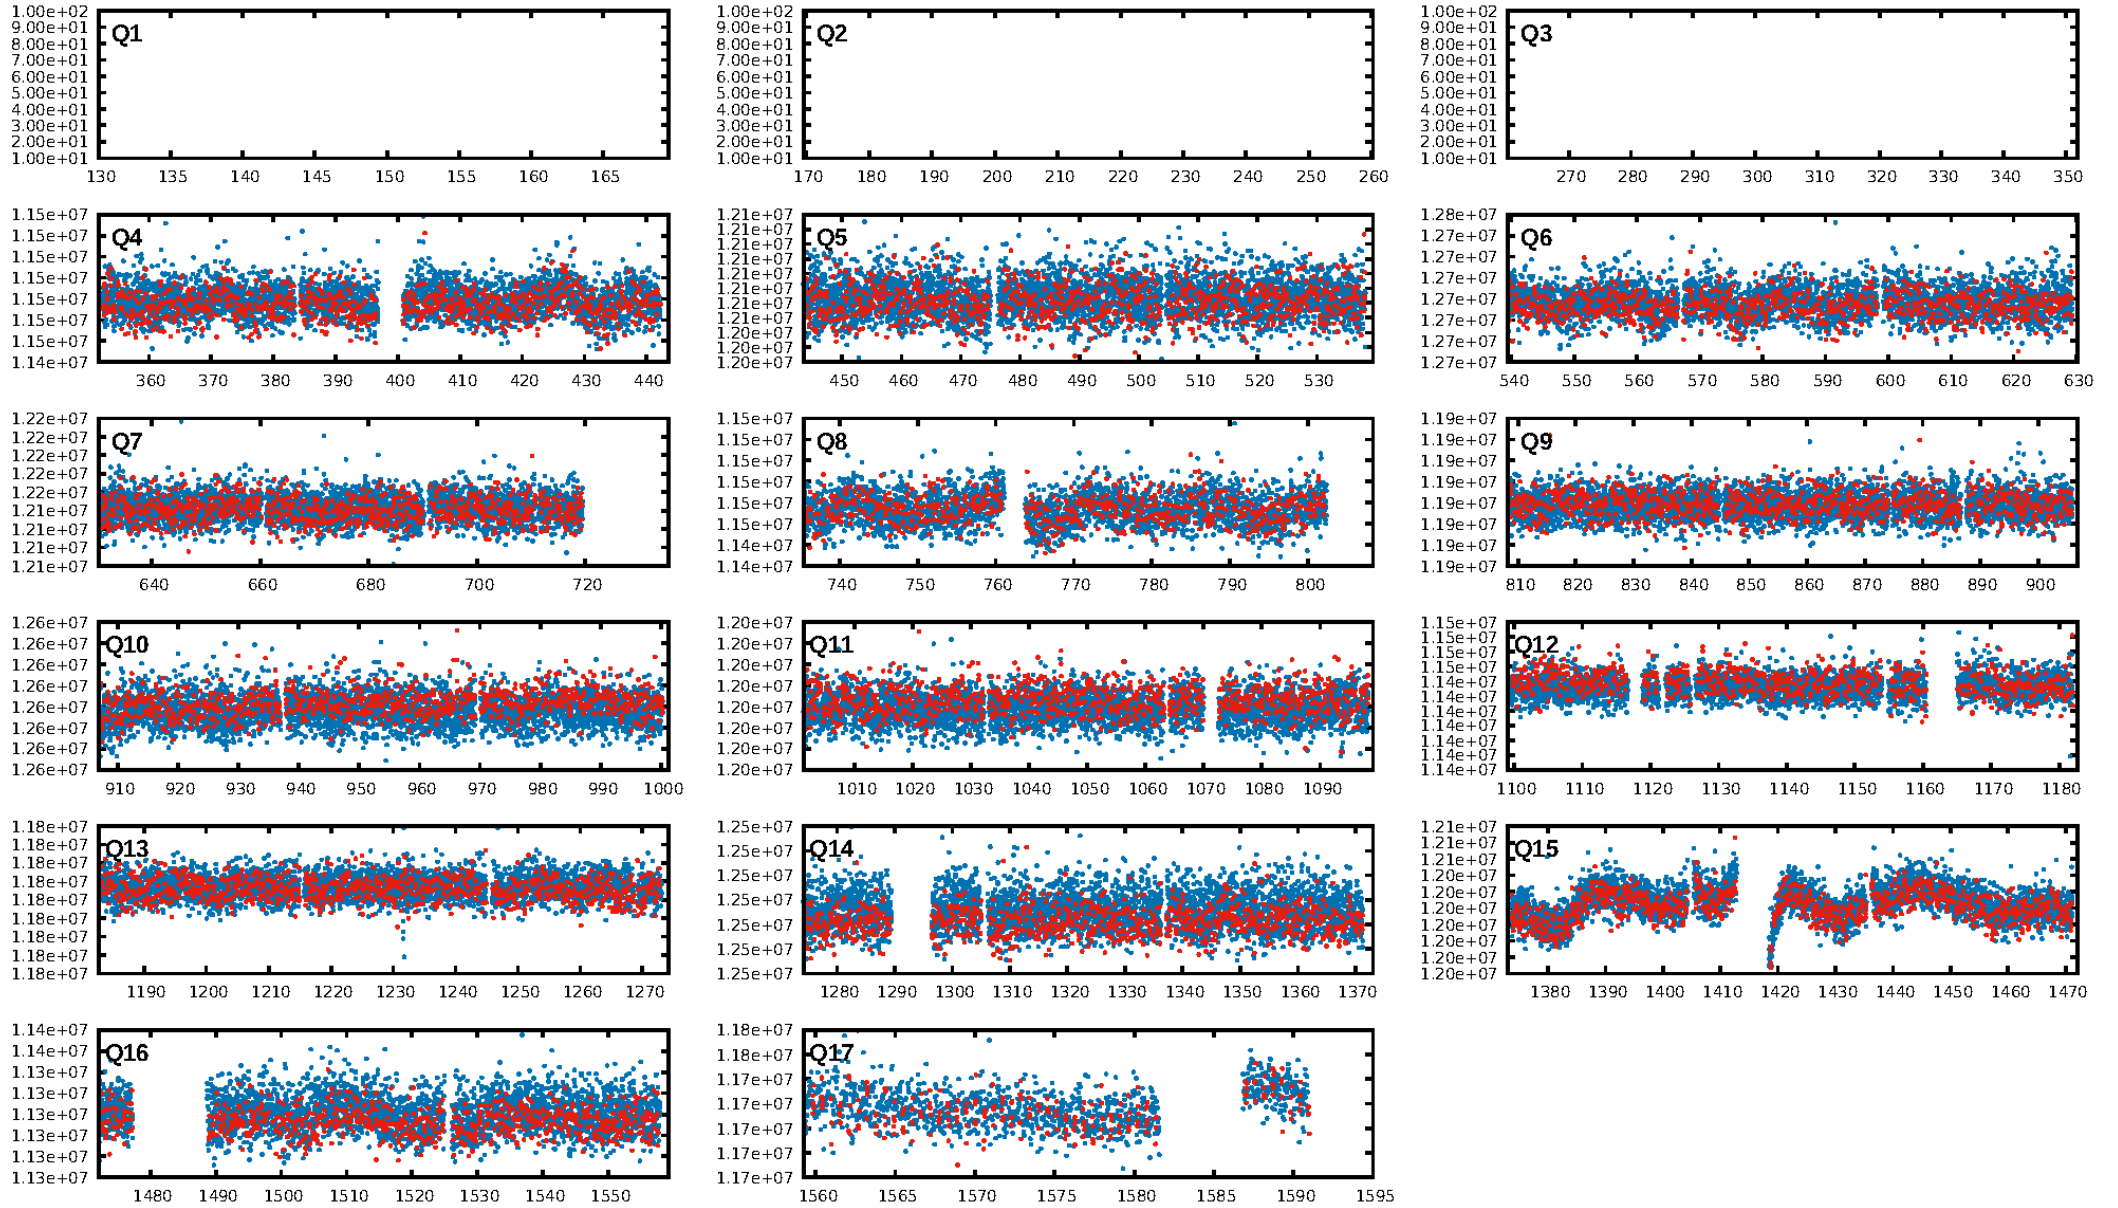 1.00e+02 9.00e+01 8.00e+01 7.00e+01 6.00e+01 5.00e+01 4.00e+01 3.00e+01 2.00e+01 1.00e+01
Q1
130 135 140 145 150 155 160 165
1.00e+02 9.00e+01 8.00e+01 7.00e+01 6.00e+01 5.00e+01 4.00e+01 3.00e+01 2.00e+01 1.00e+01
Q2
170 180 190 200 210 220 230 240 250 260
1.00e+02 9.00e+01 8.00e+01 7.00e+01 6.00e+01 5.00e+01 4.00e+01 3.00e+01 2.00e+01 1.00e+01
Q3
270 280 290 300 310 320 330 340 350
1.15e+07 1.15e+07 1.15e+07 1.15e+07 1.15e+07 1.15e+07 1.15e+07 1.14e+07
Q4
360 370 380 390 400 410 420 430 440
1.21e+07 1.21e+07 1.21e+07 1.21e+07 1.21e+07 1.21e+07 1.21e+07 1.21e+07 1.20e+07 1.20e+07 1.20e+07
Q5
450 460 470 480 490 500 510 520 530
1.28e+07 1.27e+07 1.27e+07 1.27e+07 1.27e+07 1.27e+07 1.27e+07 1.27e+07
Q6
540 550 560 570 580 590 600 610 620 630
1.22e+07 1.22e+07 1.22e+07 1.22e+07 1.22e+07 1.21e+07 1.21e+07 1.21e+07 1.21e+07
Q7
640 660 680 700 720
1.15e+07 1.15e+07 1.15e+07 1.15e+07 1.15e+07 1.15e+07 1.14e+07 1.14e+07
Q8
740 750 760 770 780 790 800
1.19e+07 1.19e+07 1.19e+07 1.19e+07 1.19e+07 1.19e+07 1.19e+07 1.19e+07
Q9
810 820 830 840 850 860 870 880 890 900
1.26e+07 1.26e+07 1.26e+07 1.26e+07 1.26e+07 1.26e+07 1.26e+07 1.26e+07
Q10
910 920 930 940 950 960 970 980 990 1000
1.20e+07 1.20e+07 1.20e+07 1.20e+07 1.20e+07 1.20e+07 1.20e+07 1.20e+07
Q11
1010 1020 1030 1040 1050 1060 1070 1080 1090
1.15e+07 1.15e+07 1.15e+07 1.15e+07 1.14e+07 1.14e+07 1.14e+07 1.14e+07 1.14e+07 1.14e+07
Q12
1100 1110 1120 1130 1140 1150 1160 1170 1180
1.18e+07 1.18e+07 1.18e+07 1.18e+07 1.18e+07 1.18e+07 1.18e+07 1.18e+07 1.18e+07
Q13
1190 1200 1210 1220 1230 1240 1250 1260 1270
1.25e+07 1.25e+07 1.25e+07 1.25e+07 1.25e+07 1.25e+07 1.25e+07
Q14
1280 1290 1300 1310 1320 1330 1340 1350 1360 1370
1.21e+07 1.21e+07 1.20e+07 1.20e+07 1.20e+07 1.20e+07 1.20e+07 1.20e+07 1.20e+07 1.20e+07
Q15
1380 1390 1400 1410 1420 1430 1440 1450 1460 1470
1.14e+07 1.14e+07 1.13e+07 1.13e+07 1.13e+07 1.13e+07 1.13e+07 1.13e+07
Q16
1480 1490 1500 1510 1520 1530 1540 1550
1.18e+07 1.18e+07 1.17e+07 1.17e+07 1.17e+07 1.17e+07 1.17e+07
Q17
1560 1565 1570 1575 1580 1585 1590 1595